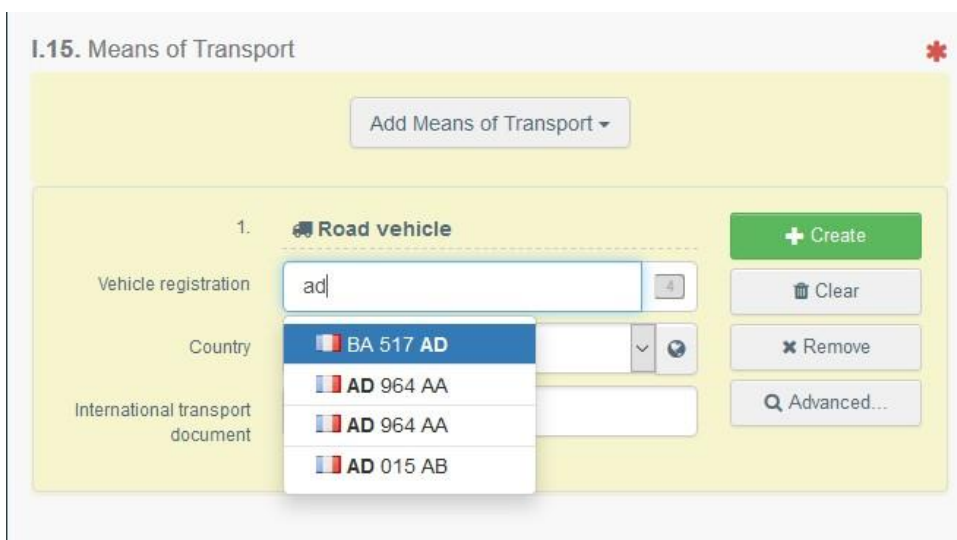 I.15. Means of Transport *
Add Means of Transport
1. Road vehicle
Create
Vehicle registration
ad
4
Clear
BA 517 AD
Country
Remove
AD 964 AA
International transport
document
Advanced...
AD 964 AA
AD 015 AB